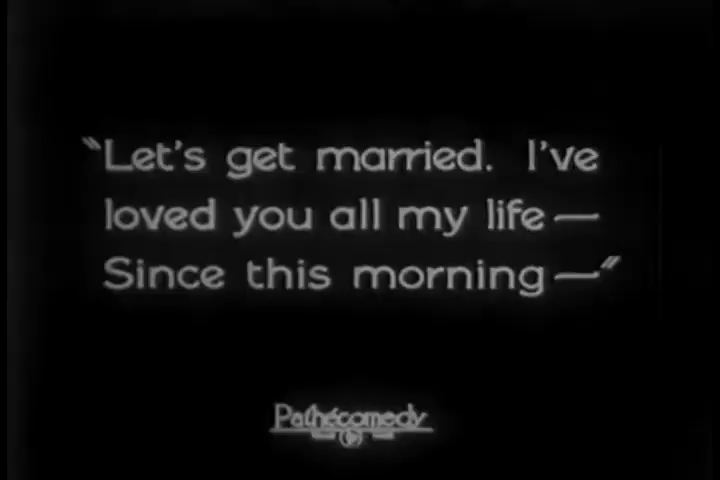 "Let's get married. I've
loved you all my life—
Since this morning—"
Pathécomedy